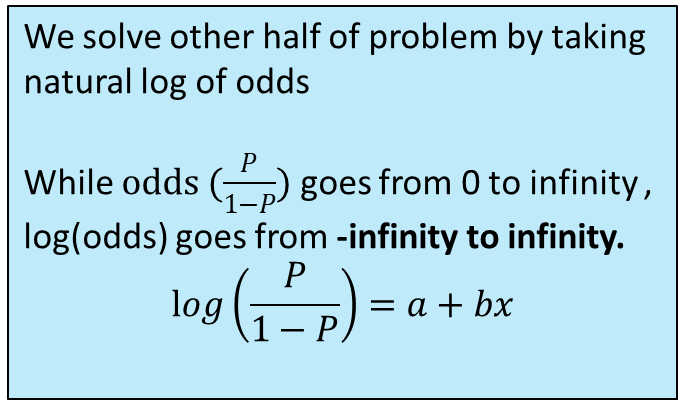 We solve other half of problem by taking
natural log of odds
While odds (P/1−P) goes from 0 to infinity,
log(odds) goes from -infinity to infinity.
log(P/1 − P) = a + bx